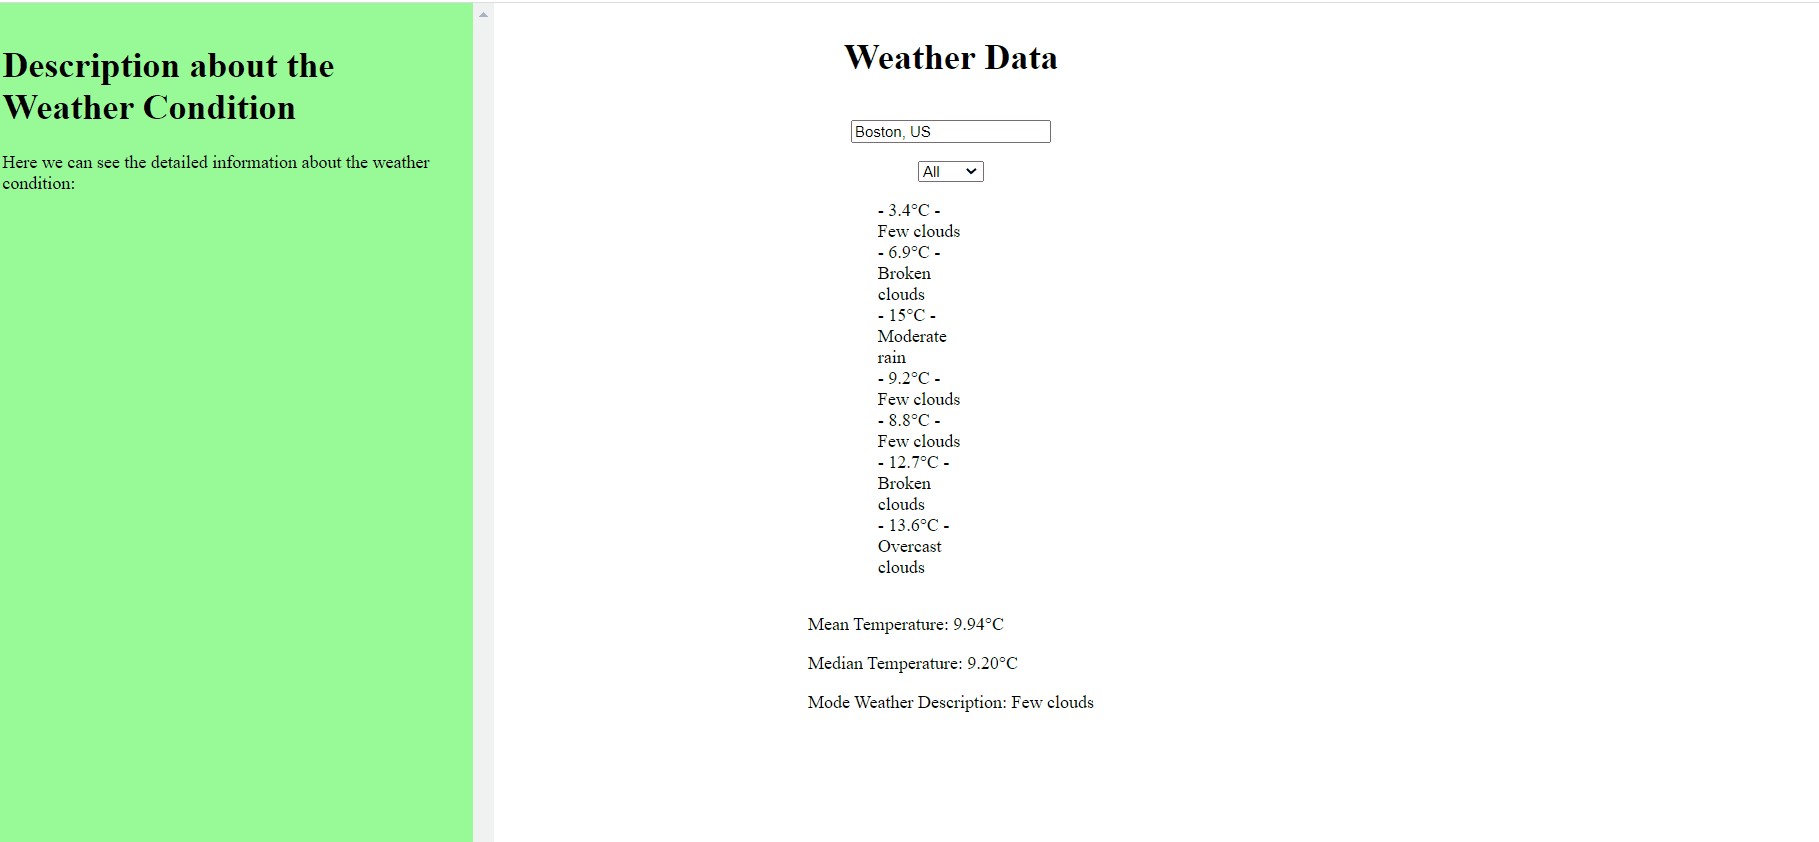 Description about the
Weather Condition
Here we can see the detailed information about the weather
condition:
Weather Data
Boston, US
All
- 3.4°C -
Few clouds
- 6.9°C -
Broken
clouds
- 15°C -
Moderate
rain
- 9.2°C -
Few clouds
- 8.8°C -
Few clouds
- 12.7°C -
Broken
clouds
- 13.6°C -
Overcast
clouds
Mean Temperature: 9.94°C
Median Temperature: 9.20°C
Mode Weather Description: Few clouds